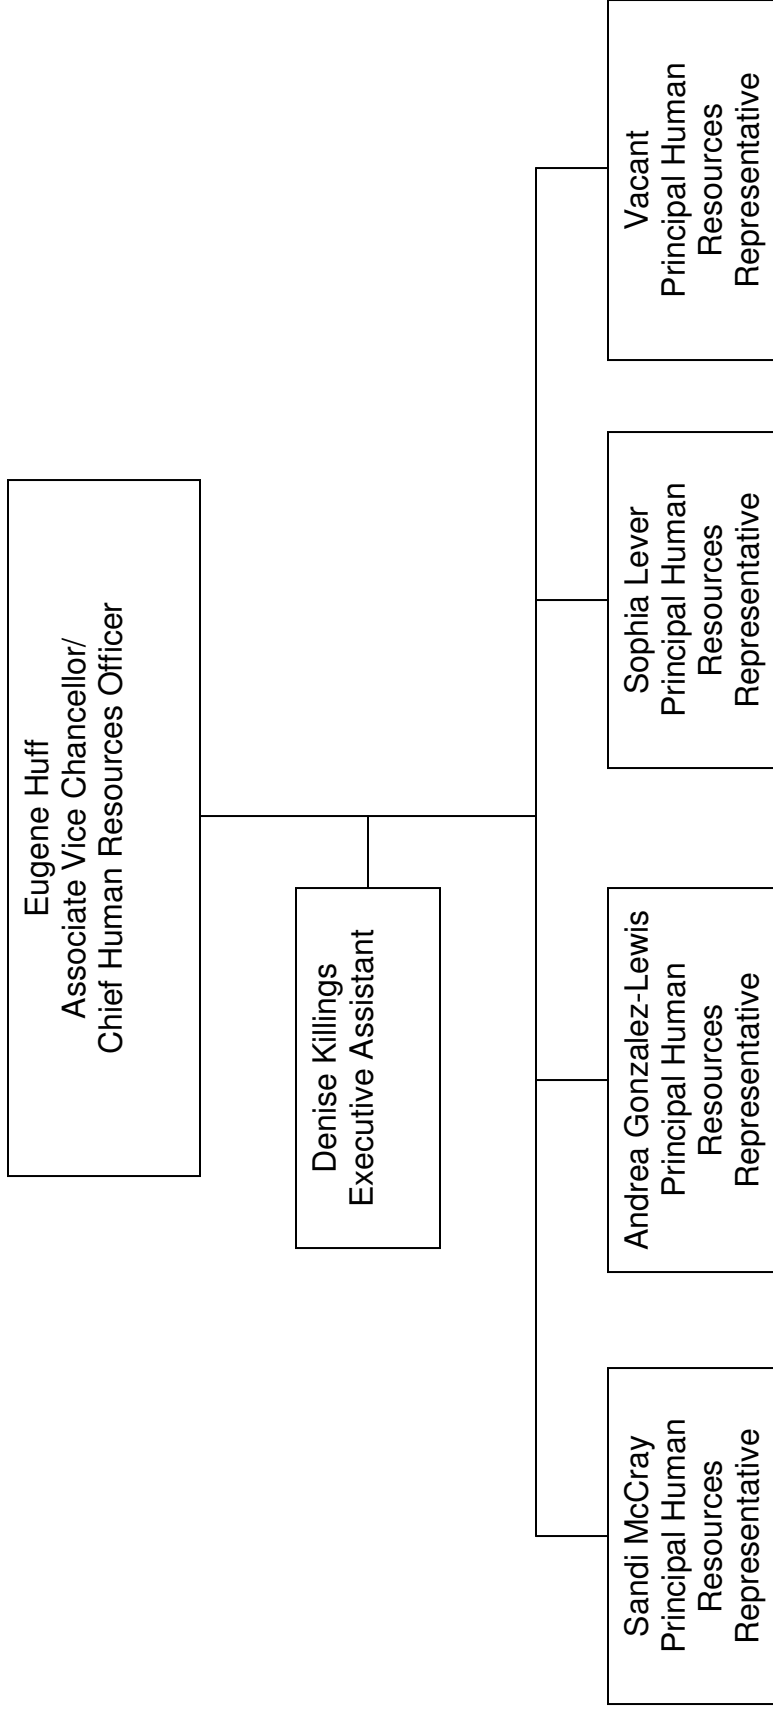 Eugene Huff
Associate Vice Chancellor/
Chief Human Resources Officer
Denise Killings
Executive Assistant
Sandi McCray
Principal Human
Resources
Representative
Andrea Gonzalez-Lewis
Principal Human
Resources
Representative
Sophia Lever
Principal Human
Resources
Representative
Vacant
Principal Human
Resources
Representative